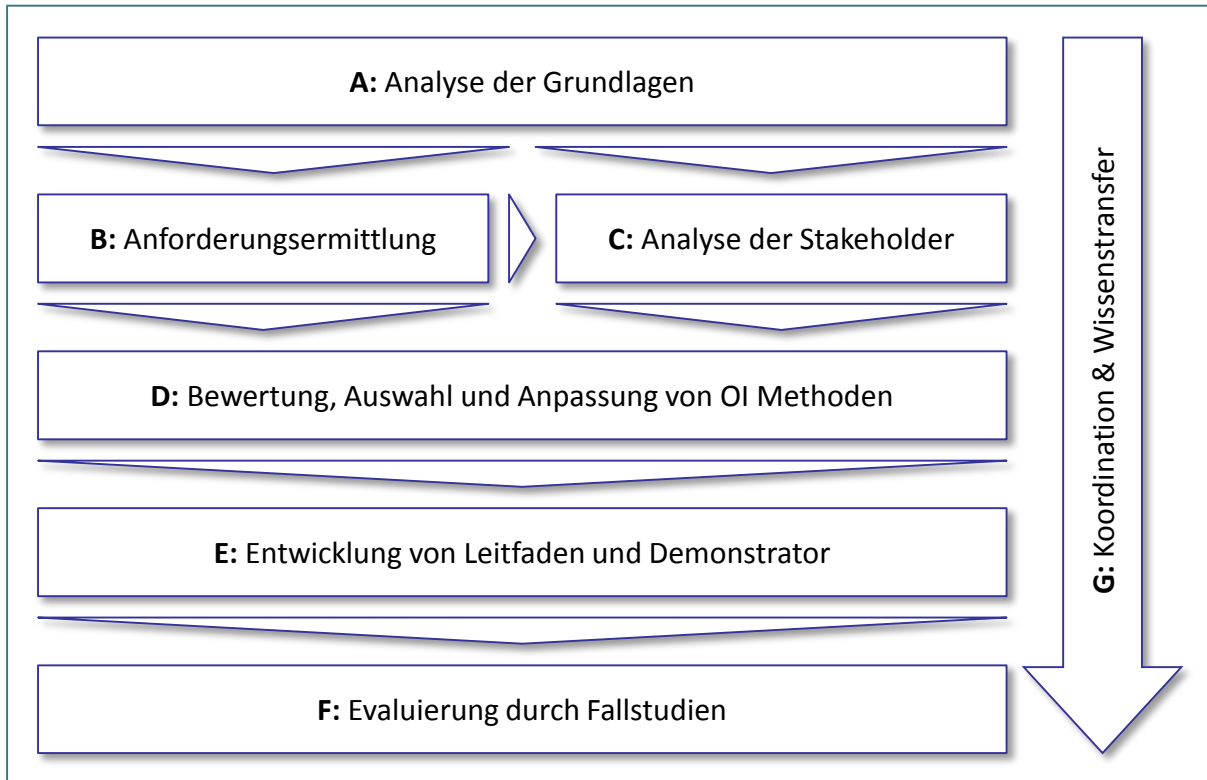 A: Analyse der Grundlagen
B: Anforderungsermittlung
C: Analyse der Stakeholder
D: Bewertung, Auswahl und Anpassung von OI Methoden
E: Entwicklung von Leitfaden und Demonstrator
F: Evaluierung durch Fallstudien
G: Koordination & Wissenstransfer